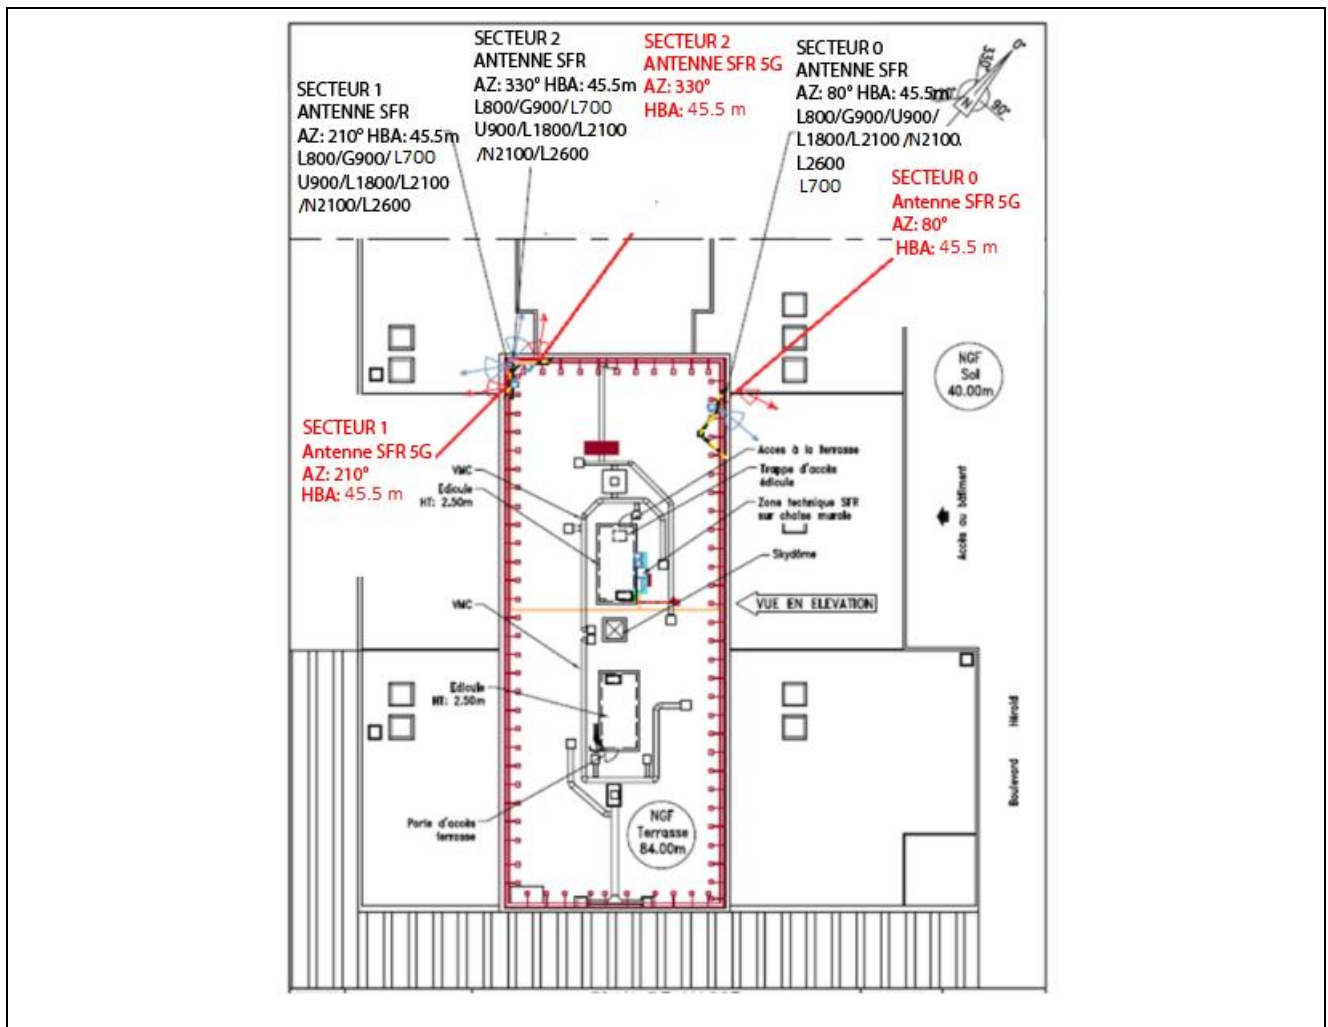 SECTEUR 1
ANTENNE SFR
AZ: 210° HBA: 45.5m
L800/G900/ L700
U900/L1800/L2100
/N2100/L2600
SECTEUR 2
ANTENNE SFR
AZ: 330° HBA: 45.5m
L800/G900/ L700
U900/L1800/L2100
/N2100/L2600
SECTEUR 2
ANTENNE SFR 5G
AZ: 330°
HBA: 45.5 m
SECTEUR 0
ANTENNE SFR
AZ: 80° HBA: 45.5m
L800/G900/U900/
L1800/L2100 /N2100.
L2600
L700
0°
330°
90°
N
SECTEUR 0
Antenne SFR 5G
AZ: 80°
HBA: 45.5 m
NGF
Sol
40.00m
SECTEUR 1
Antenne SFR 5G
AZ: 210°
HBA: 45.5 m
VMC
Edicule
HT: 2.50m
Acces à la terrasse
Trappe d'accès
édicule
Zone technique SFR
sur chaise murale
Skydôme
Accès au bâtiment
VUE EN ELEVATION
VMC
Edicule
HT: 2.50m
Porte d'accès
terrasse
NGF
Terrasse
84.00m
Boulevard Hérold